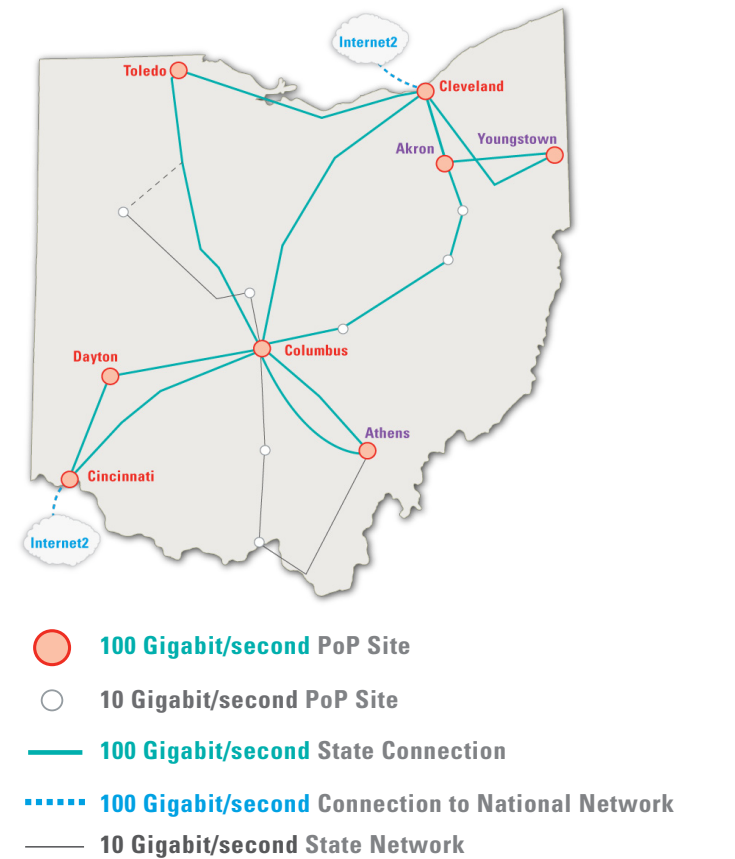 Internet2
Toledo
Cleveland
Youngstown
Akron
Columbus
Dayton
Athens
Cincinnati
Internet2
100 Gigabit/second PoP Site
10 Gigabit/second PoP Site
100 Gigabit/second State Connection
100 Gigabit/second Connection to National Network
10 Gigabit/second State Network